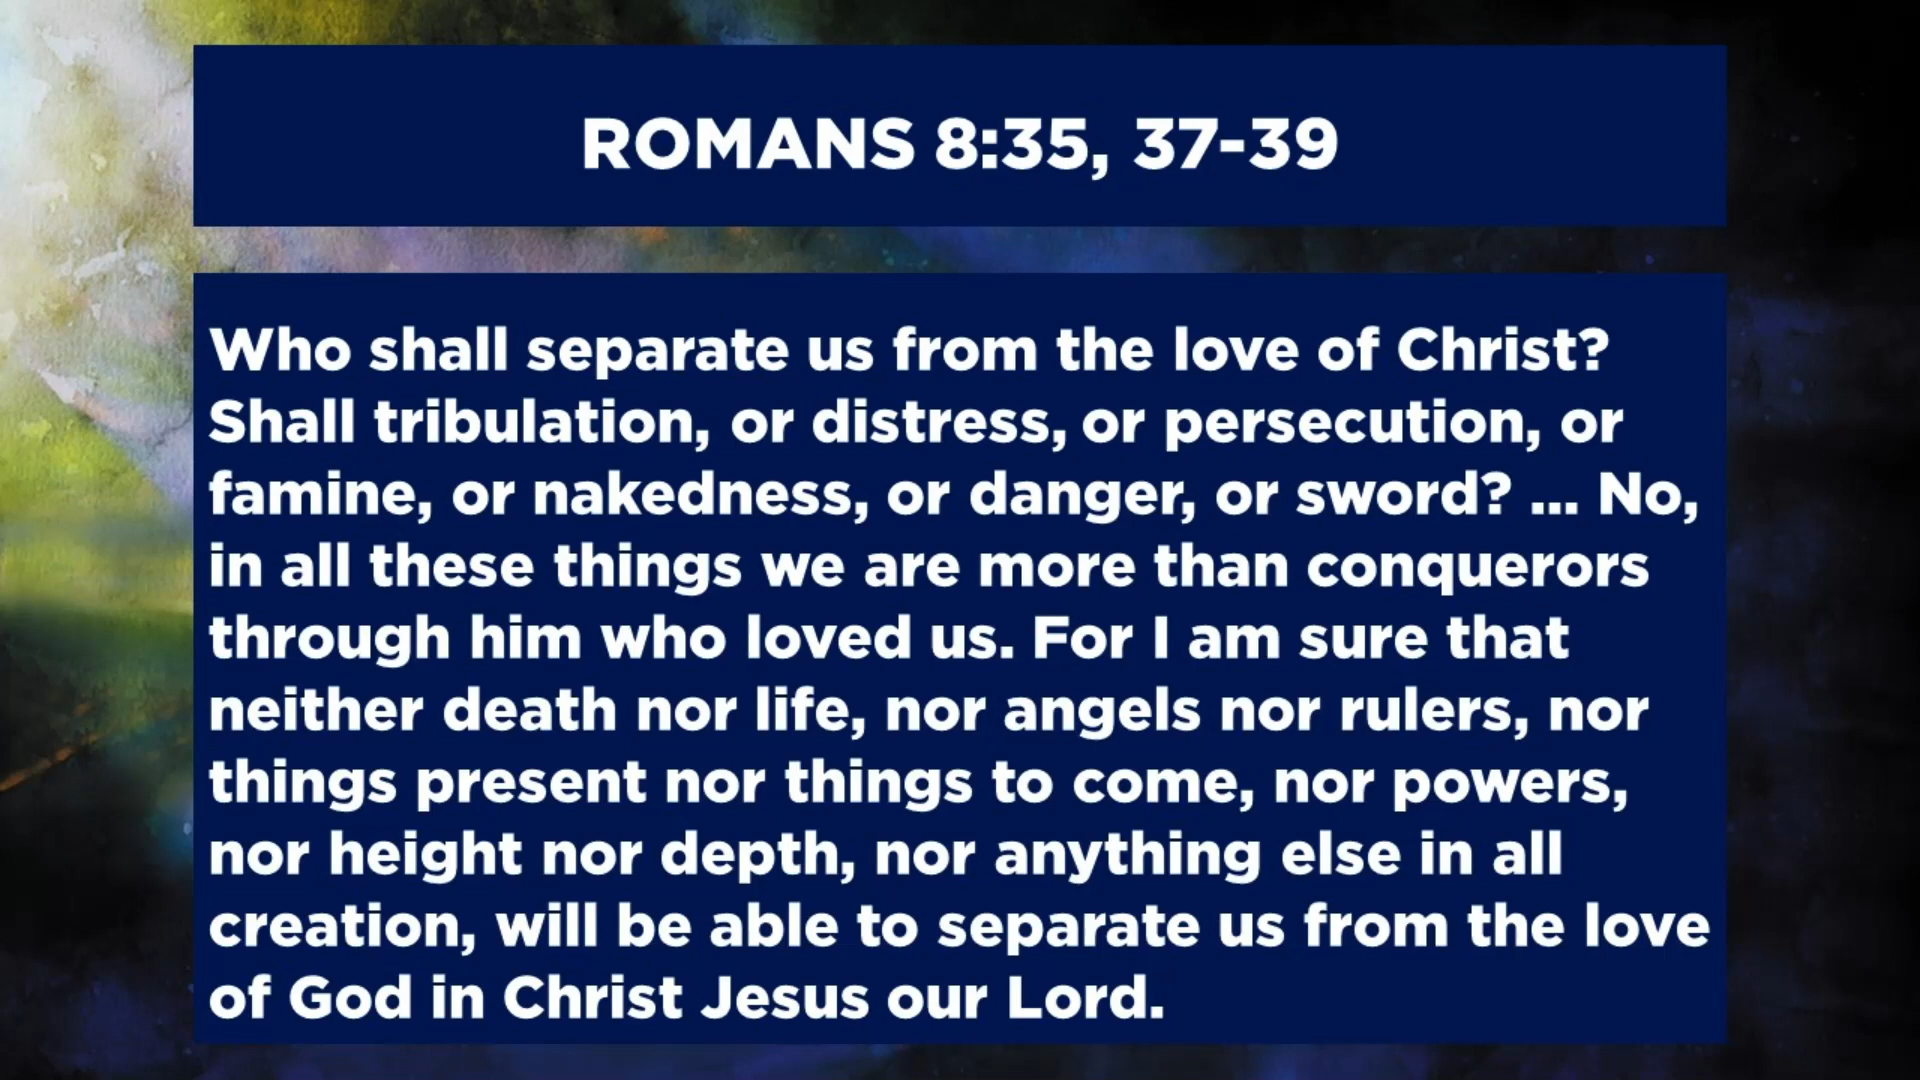 ROMANS 8:35, 37-39
Who shall separate us from the love of Christ?
Shall tribulation, or distress, or persecution, or
famine, or nakedness, or danger, or sword? ... No,
in all these things we are more than conquerors
through him who loved us. For I am sure that
neither death nor life, nor angels nor rulers, nor
things present nor things to come, nor powers,
nor height nor depth, nor anything else in all
creation, will be able to separate us from the love
of God in Christ Jesus our Lord.